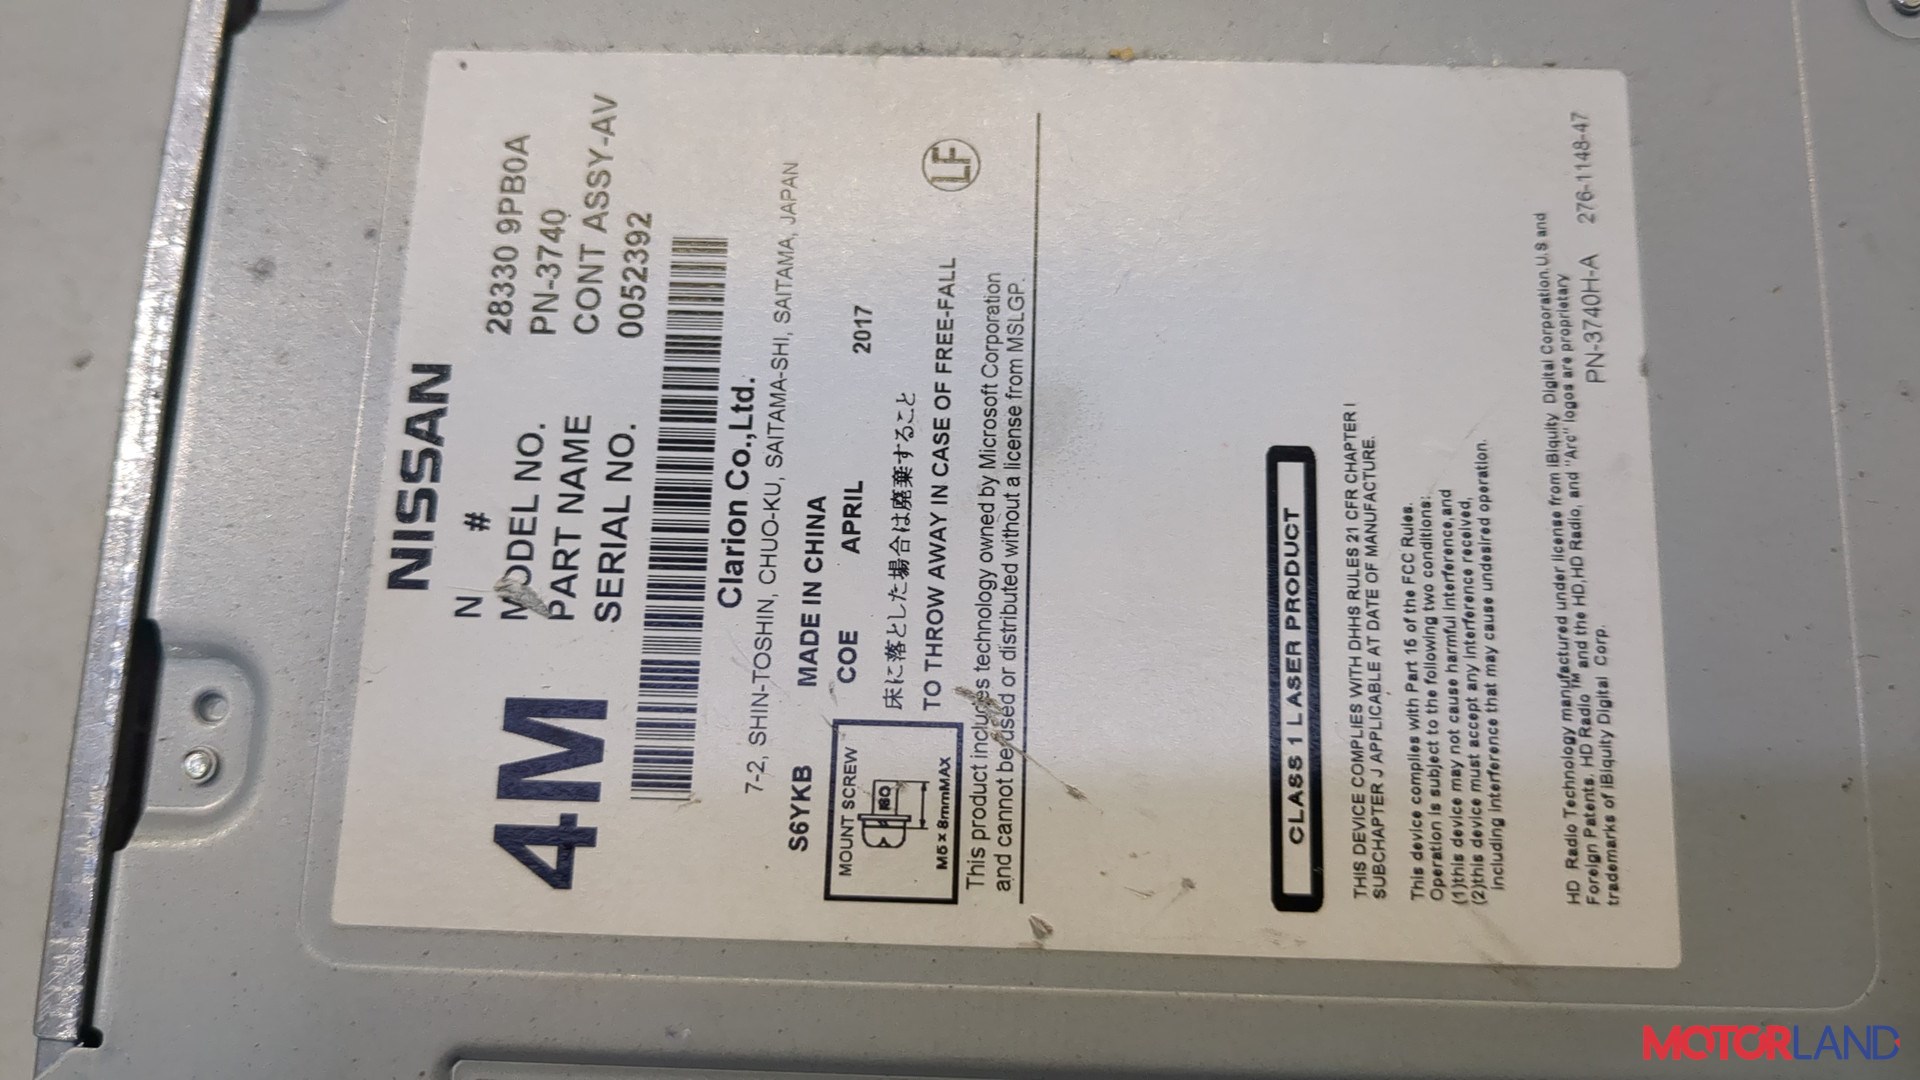 NISSAN
4M
N # 28330 9PB0A
MODEL NO. PN-3740
PART NAME CONT ASSY-AV
SERIAL NO. 0052392
Clarion Co.,Ltd.
7-2, SHIN-TOSHIN, CHUO-KU, SAITAMA-SHI, SAITAMA, JAPAN
S6YKB MADE IN CHINA
COE APRIL 2017
MOUNT SCREW
ISO
M5 x 8mmMAX
床に落とした場合は廃棄すること
TO THROW AWAY IN CASE OF FREE-FALL
LF
This product includes technology owned by Microsoft Corporation
and cannot be used or distributed without a license from MSLGP.
CLASS 1 LASER PRODUCT
THIS DEVICE COMPLIES WITH DHHS RULES 21 CFR CHAPTER I
SUBCHAPTER J APPLICABLE AT DATE OF MANUFACTURE.
This device complies with Part 15 of the FCC Rules.
Operation is subject to the following two conditions:
(1)this device may not cause harmful interference,and
(2)this device must accept any interference received,
including interference that may cause undesired operation.
HD Radio Technology manufactured under license from iBiquity Digital Corporation.U.S and
Foreign Patents. HD Radio™ and the HD,HD Radio, and "Arc" logos are proprietary
trademarks of iBiquity Digital Corp.
PN-3740H-A 276-1148-47
MOTORLAND